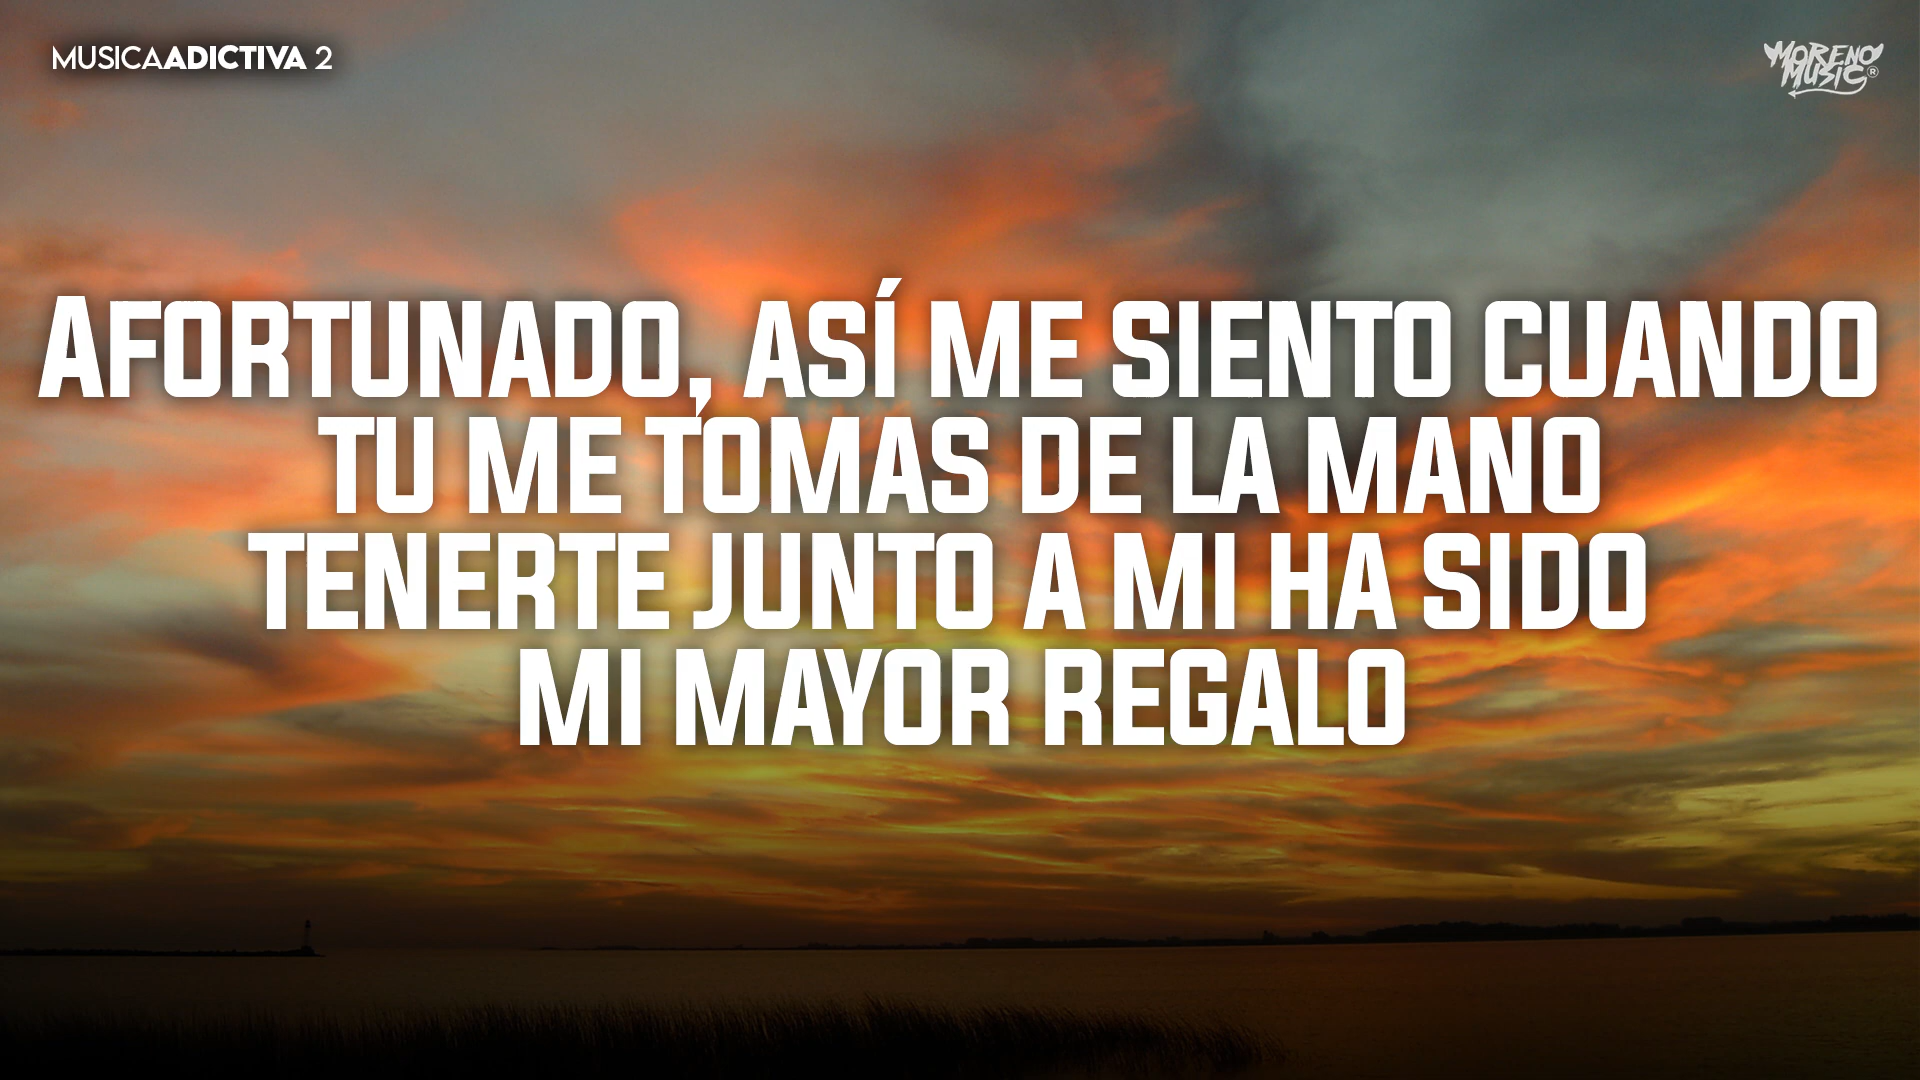 MUSICAADICTIVA 2
MORENO
MUSIC®
AFORTUNADO, ASÍ ME SIENTO CUANDO
TU ME TOMAS DE LA MANO
TENERTE JUNTO A MI HA SIDO
MI MAYOR REGALO